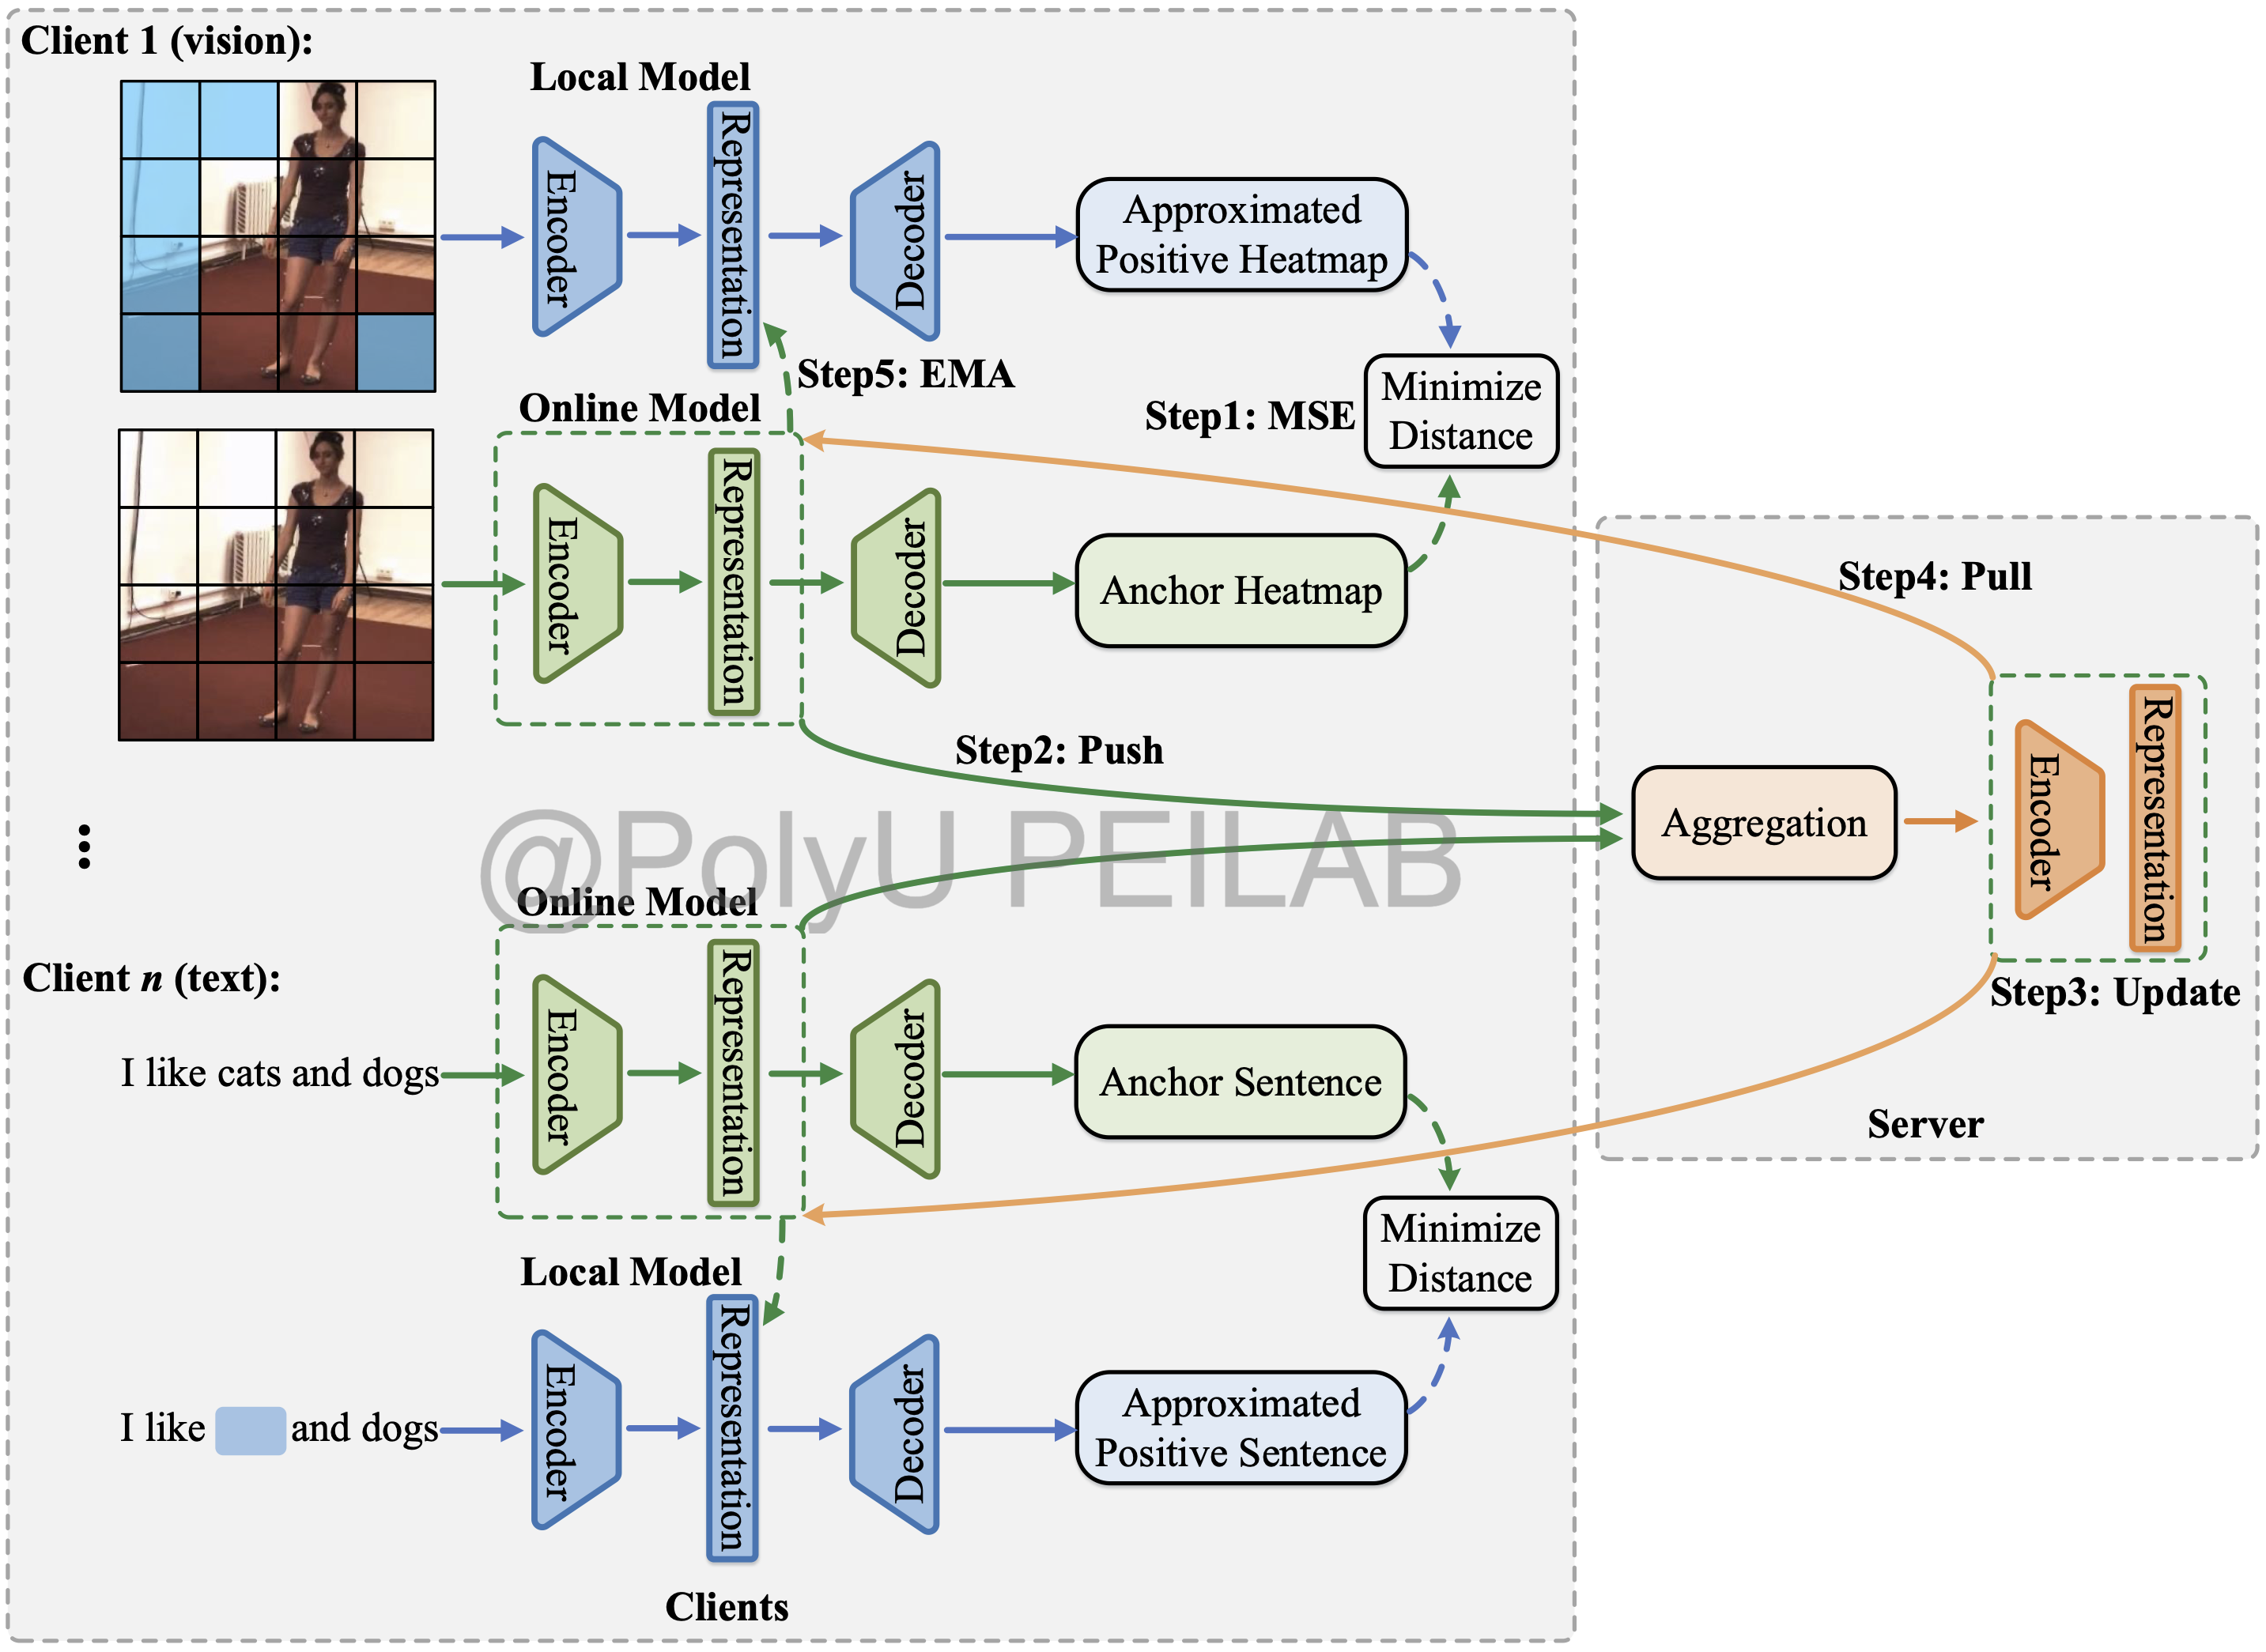 Client 1 (vision):
Local Model
Encoder
Representation
Decoder
Approximated
Positive Heatmap
Step5: EMA
Step1: MSE
Minimize
Distance
Online Model
Encoder
Representation
Decoder
Anchor Heatmap
Step4: Pull
Step2: Push
Aggregation
Encoder
Representation
Step3: Update
Server
@PolyU PEILAB
Online Model
Client n (text):
I like cats and dogs
Encoder
Representation
Decoder
Anchor Sentence
Minimize
Distance
Local Model
I like
and dogs
Encoder
Representation
Decoder
Approximated
Positive Sentence
Clients